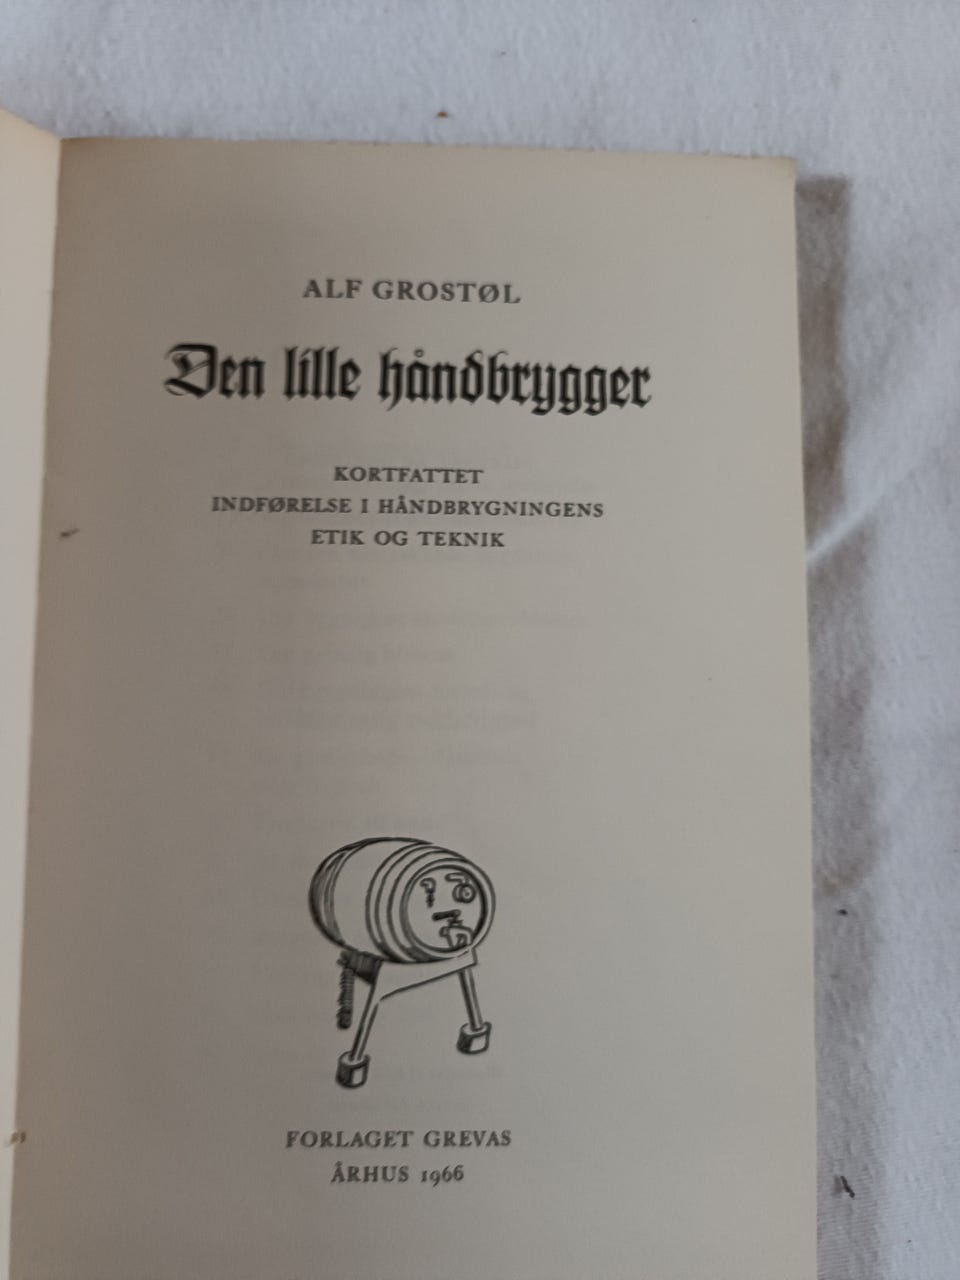 ALF GROSTØL
Den lille håndbrygger
KORTFATTET
INDFØRELSE I HÅNDBRYGNINGENS
ETIK OG TEKNIK
FORLAGET GREVAS
ÅRHUS 1966